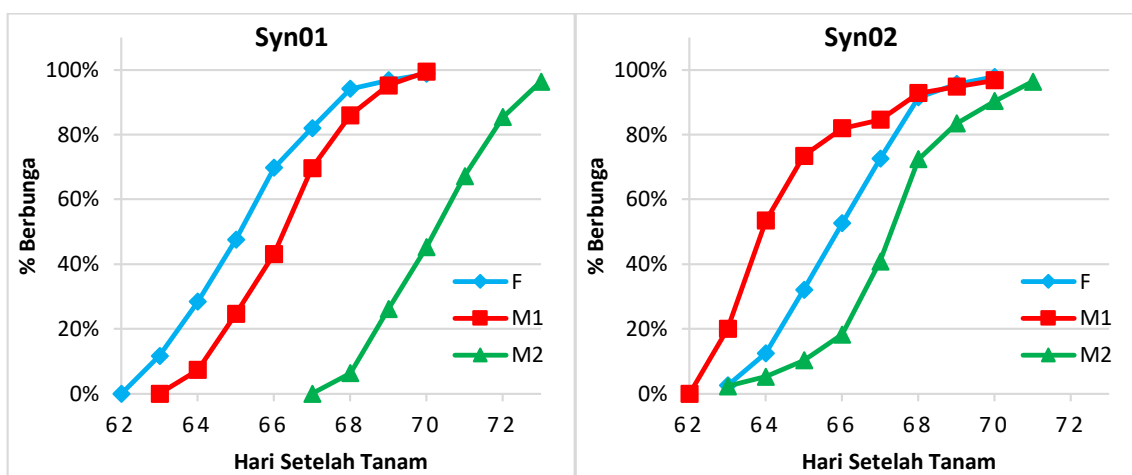 Syn01
100%
80%
60%
40%
20%
0%
% Berbunga
62 64 66 68 70 72
Hari Setelah Tanam
F
M1
M2
Syn02
100%
80%
60%
40%
20%
0%
% Berbunga
62 64 66 68 70 72
Hari Setelah Tanam
F
M1
M2